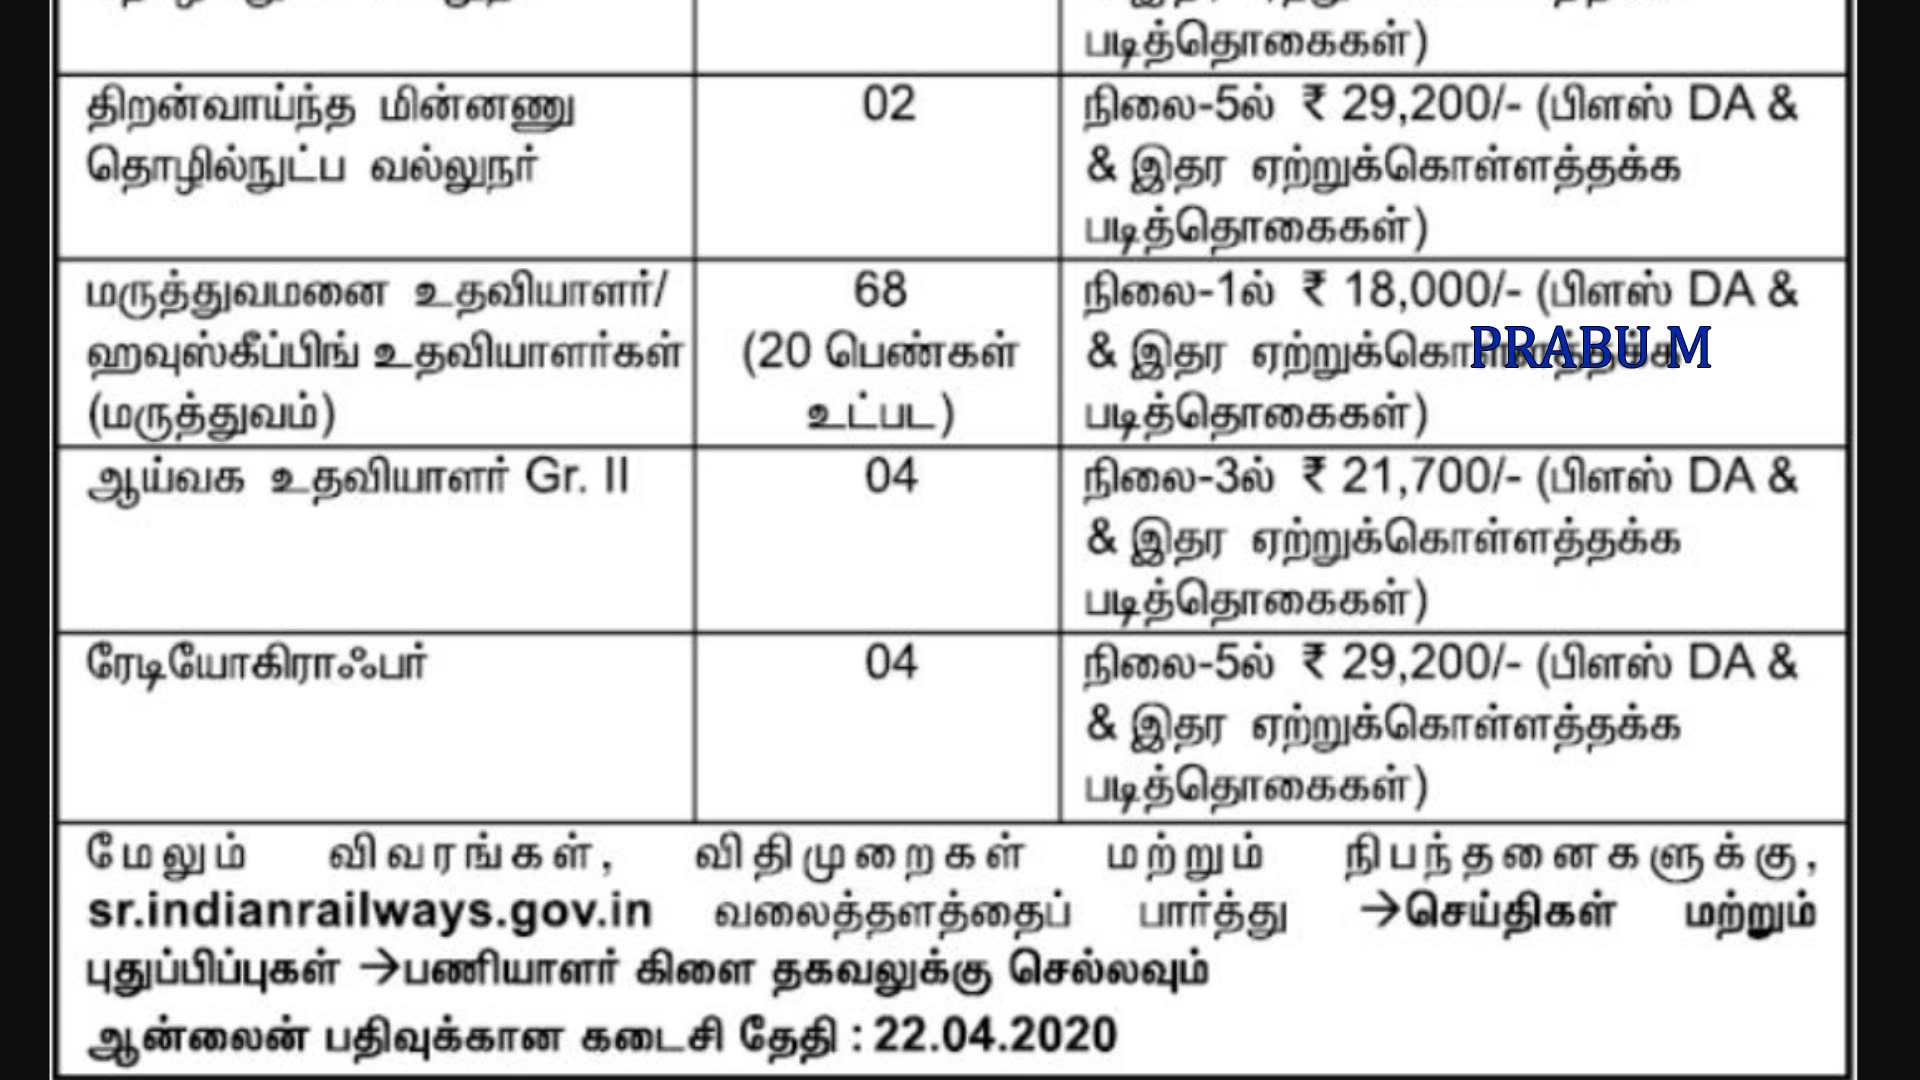 படித்தொகைகள்)
திறன்வாய்ந்த மின்னணு
தொழில்நுட்ப வல்லுநர்
02
நிலை-5ல் ₹ 29,200/- (பிளஸ் DA &
& இதர ஏற்றுக்கொள்ளத்தக்க
படித்தொகைகள்)
மருத்துவமனை உதவியாளர்/
ஹவுஸ்கீப்பிங் உதவியாளர்கள்
(மருத்துவம்)
68
(20 பெண்கள்
உட்பட)
நிலை-1ல் ₹ 18,000/- (பிளஸ் DA &
& இதர ஏற்றுக்கொள்ளத்தக்க
PRABU M
படித்தொகைகள்)
ஆய்வக உதவியாளர் Gr. II
04
நிலை-3ல் ₹ 21,700/- (பிளஸ் DA &
& இதர ஏற்றுக்கொள்ளத்தக்க
படித்தொகைகள்)
ரேடியோகிராஃபர்
04
நிலை-5ல் ₹ 29,200/- (பிளஸ் DA &
& இதர ஏற்றுக்கொள்ளத்தக்க
படித்தொகைகள்)
மேலும் விவரங்கள், விதிமுறைகள் மற்றும் நிபந்தனைகளுக்கு,
sr.indianrailways.gov.in வலைத்தளத்தைப் பார்த்து →செய்திகள் மற்றும்
புதுப்பிப்புகள் →பணியாளர் கிளை தகவலுக்கு செல்லவும்
ஆன்லைன் பதிவுக்கான கடைசி தேதி : 22.04.2020